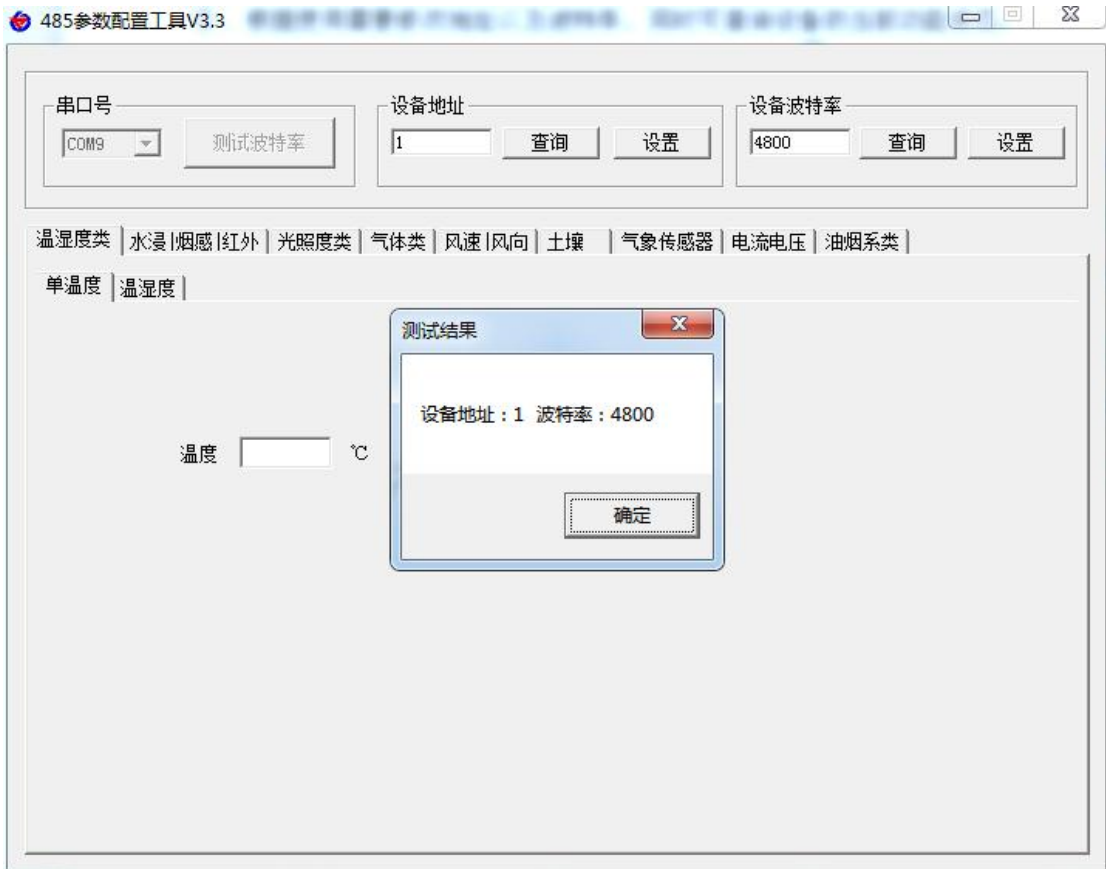 485参数配置工具V3.3
串口号
设备地址
设备波特率
COM9
测试波特率
1
查询
设置
4800
查询
设置
温湿度类
水浸|烟感|红外
光照度类
气体类
风速|风向
土壤
气象传感器
电流电压
油烟系类
单温度
温湿度
测试结果
设备地址：1 波特率：4800
温度
℃
确定